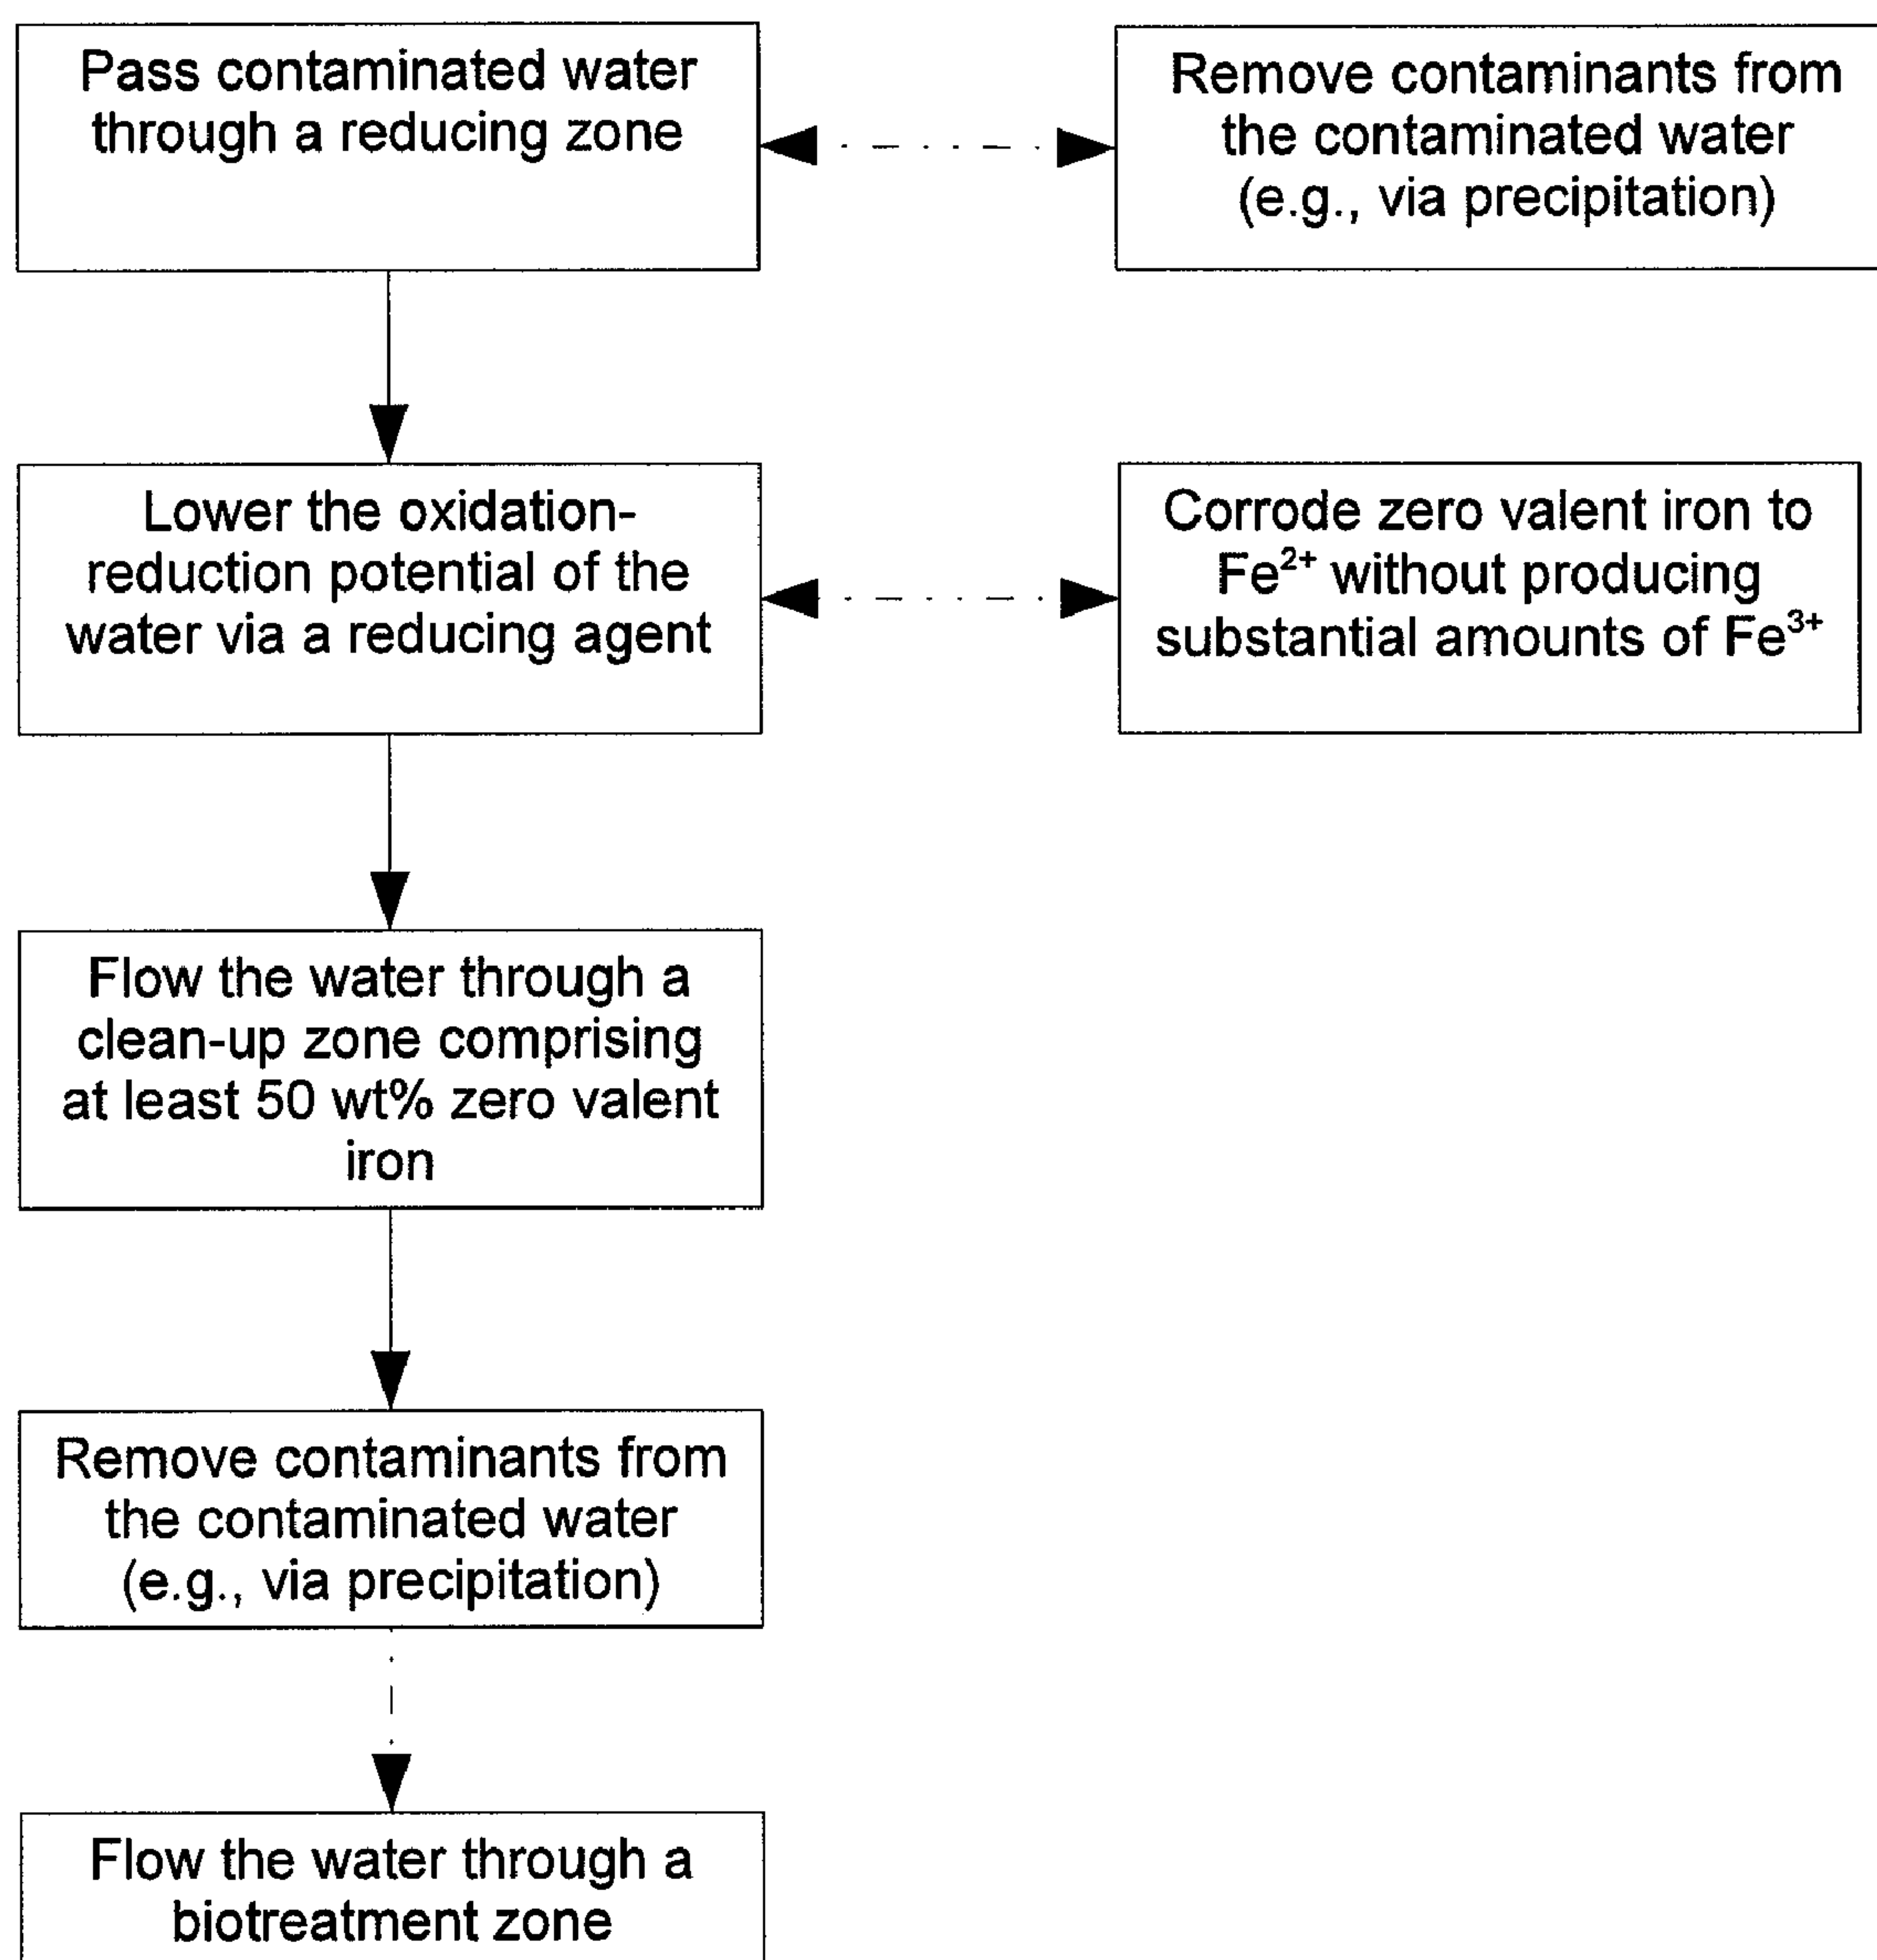 Pass contaminated water
through a reducing zone
Remove contaminants from
the contaminated water
(e.g., via precipitation)
Lower the oxidation-
reduction potential of the
water via a reducing agent
Corrode zero valent iron to
Fe²⁺ without producing
substantial amounts of Fe³⁺
Flow the water through a
clean-up zone comprising
at least 50 wt% zero valent
iron
Remove contaminants from
the contaminated water
(e.g., via precipitation)
Flow the water through a
biotreatment zone